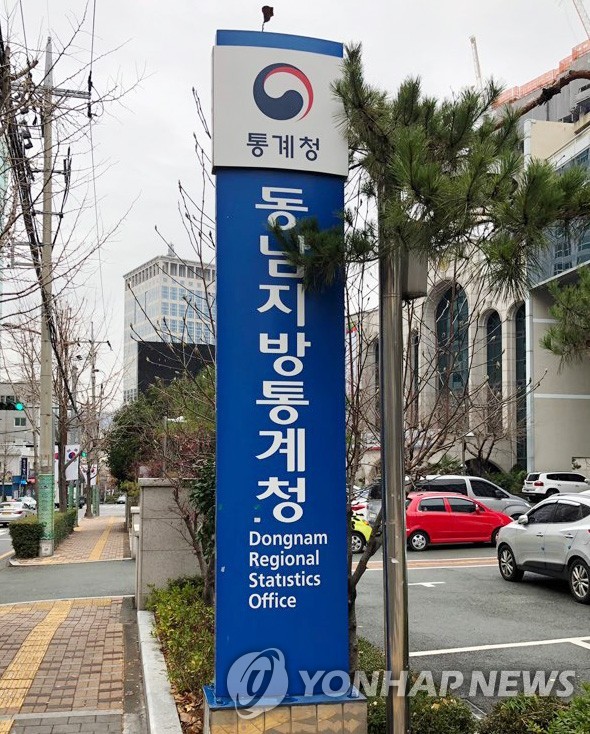 통계청
동남지방통계청
Dongnam
Regional
Statistics
Office
YONHAP NEWS